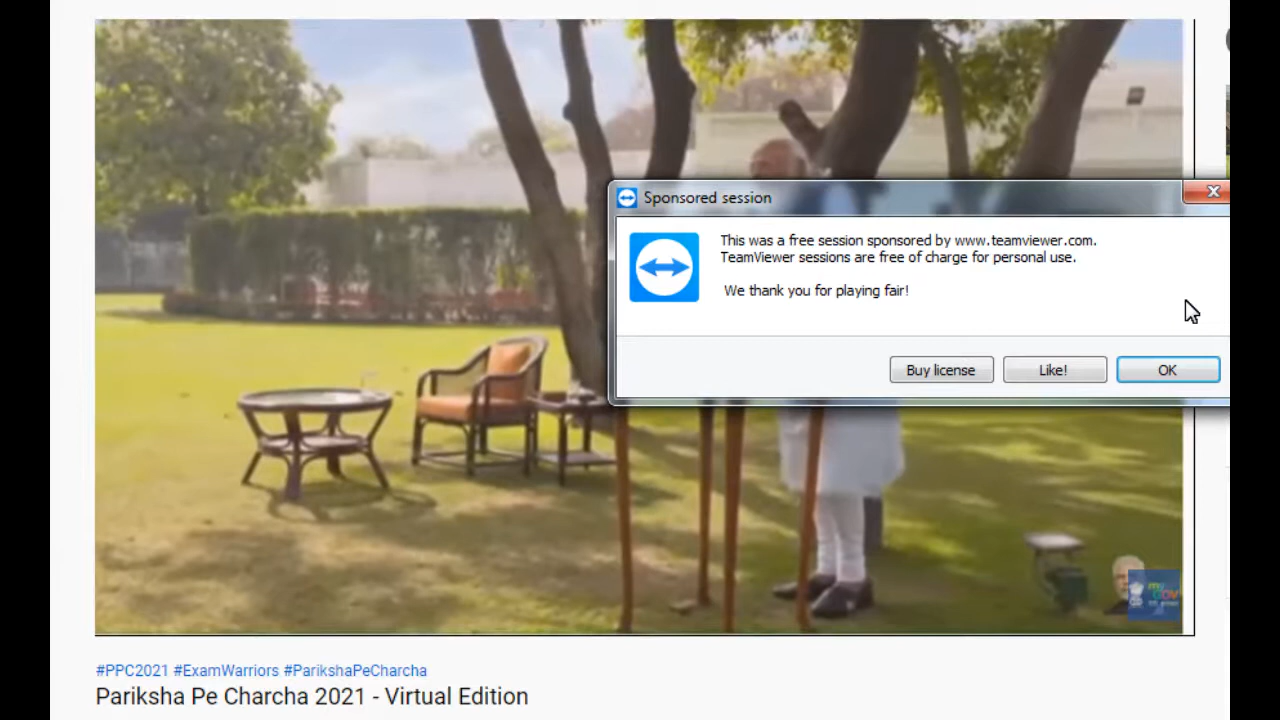 Sponsored session
This was a free session sponsored by www.teamviewer.com.
TeamViewer sessions are free of charge for personal use.
We thank you for playing fair!
Buy license
Like!
OK
my
GOV
#PPC2021 #ExamWarriors #ParikshaPeCharcha
Pariksha Pe Charcha 2021 - Virtual Edition